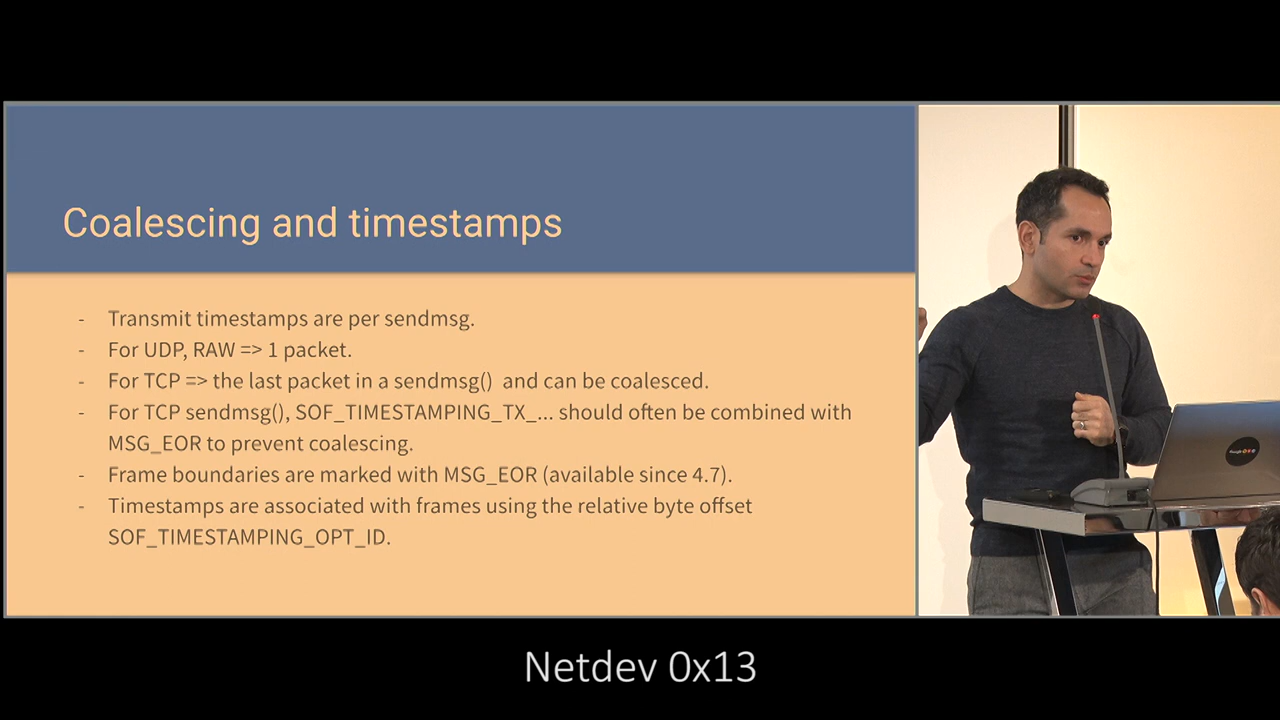 Coalescing and timestamps
- Transmit timestamps are per sendmsg.
- For UDP, RAW => 1 packet.
- For TCP => the last packet in a sendmsg() and can be coalesced.
- For TCP sendmsg(), SOF_TIMESTAMPING_TX_... should often be combined with
MSG_EOR to prevent coalescing.
- Frame boundaries are marked with MSG_EOR (available since 4.7).
- Timestamps are associated with frames using the relative byte offset
SOF_TIMESTAMPING_OPT_ID.
Netdev 0x13